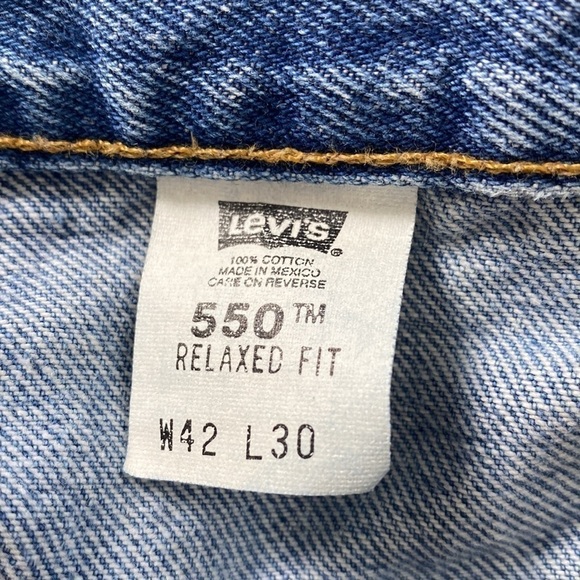 Levi's ®
100% COTTON
MADE IN MEXICO
CARE ON REVERSE
550™
RELAXED FIT
W42 L30